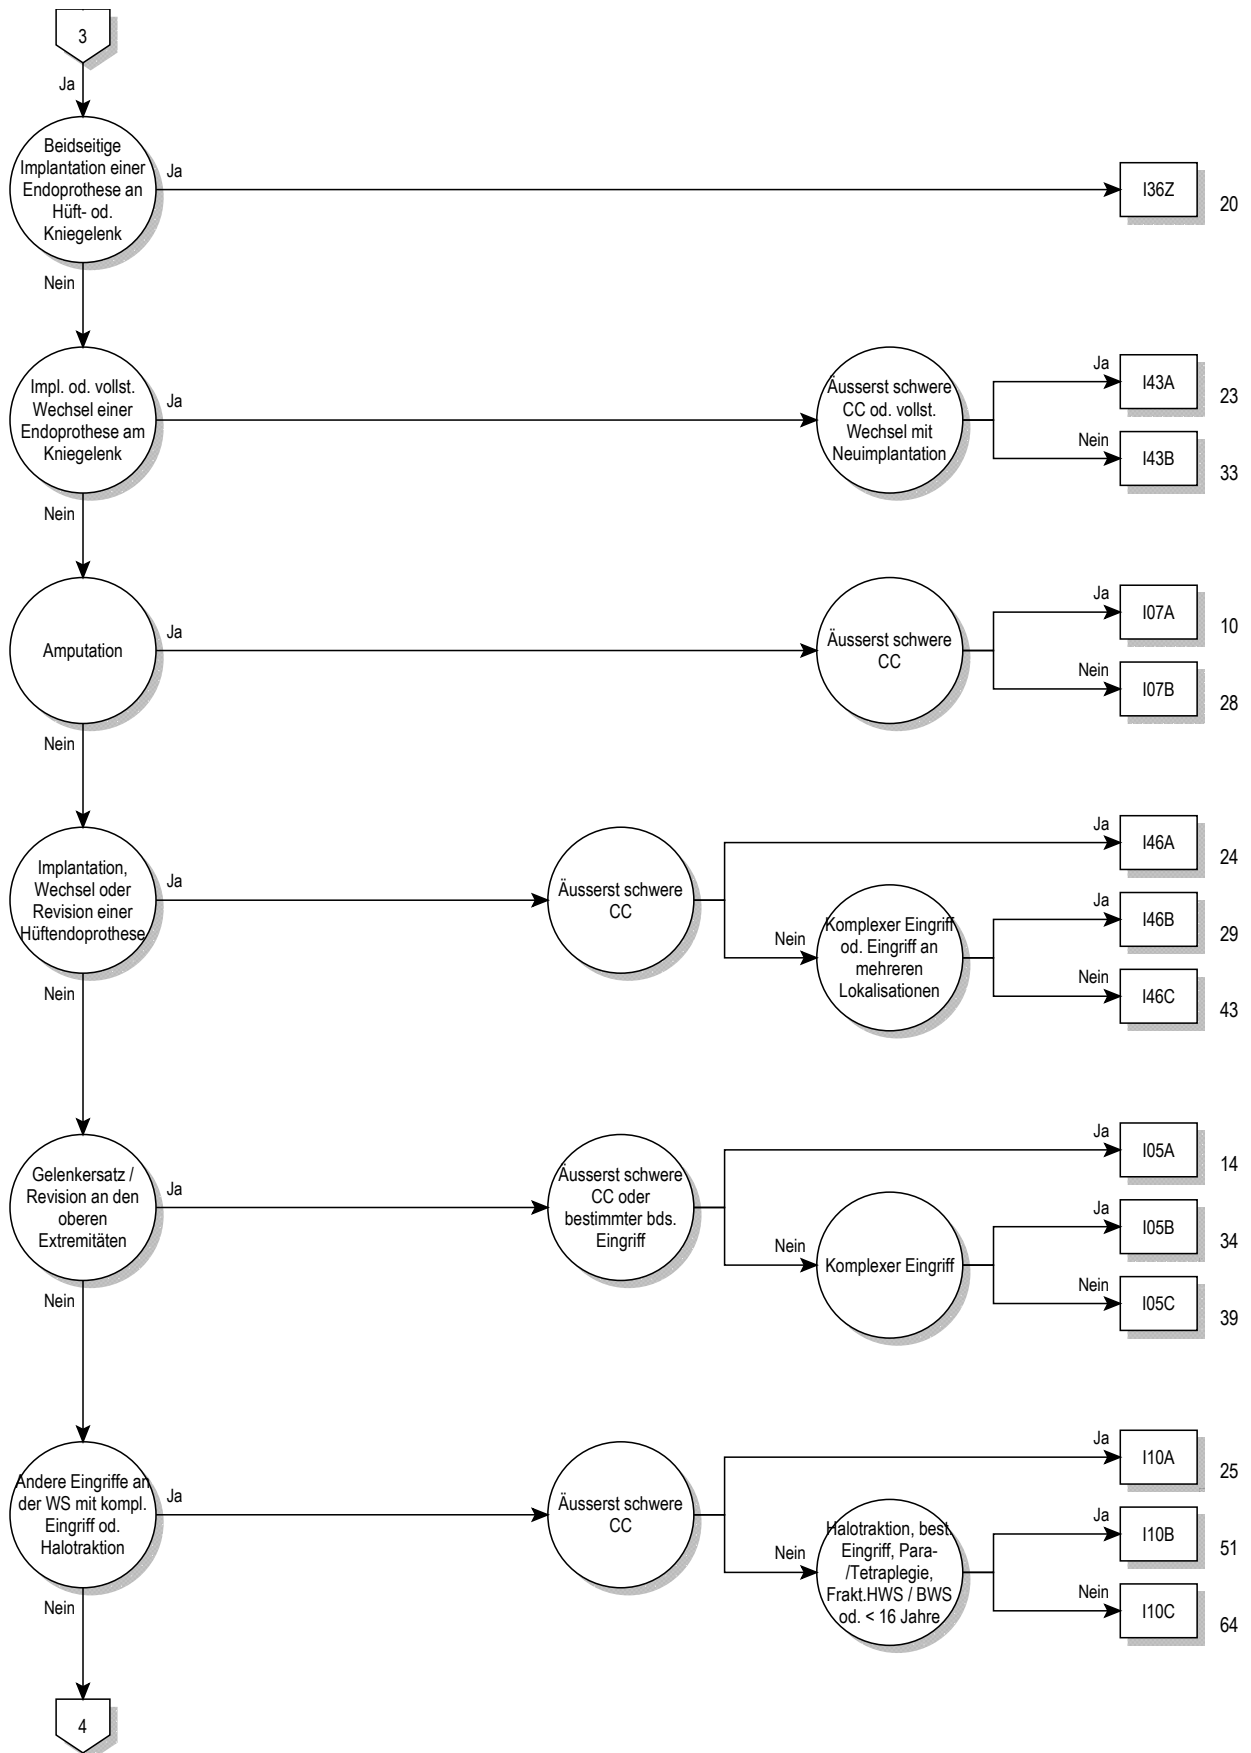 3
Ja
Beidseitige
Implantation einer
Endoprothese an
Hüft- od.
Kniegelenk
Ja
I36Z
20
Nein
Impl. od. vollst.
Wechsel einer
Endoprothese am
Kniegelenk
Ja
Äusserst schwere
CC od. vollst.
Wechsel mit
Neuimplantation
Ja
I43A
23
Nein
I43B
33
Nein
Amputation
Ja
Äusserst schwere
CC
Ja
I07A
10
Nein
I07B
28
Nein
Implantation,
Wechsel oder
Revision einer
Hüftendoprothese
Ja
Äusserst schwere
CC
Ja
I46A
24
Nein
Komplexer Eingriff
od. Eingriff an
mehreren
Lokalisationen
Ja
I46B
29
Nein
I46C
43
Nein
Gelenkersatz /
Revision an den
oberen
Extremitäten
Ja
Äusserst schwere
CC oder
bestimmter bds.
Eingriff
Ja
I05A
14
Nein
Komplexer Eingriff
Ja
I05B
34
Nein
I05C
39
Nein
Andere Eingriffe an
der WS mit kompl.
Eingriff od.
Halotraktion
Ja
Äusserst schwere
CC
Ja
I10A
25
Nein
Halotraktion, best.
Eingriff, Para-
/Tetraplegie,
Frakt.HWS / BWS
od. < 16 Jahre
Ja
I10B
51
Nein
I10C
64
Nein
4